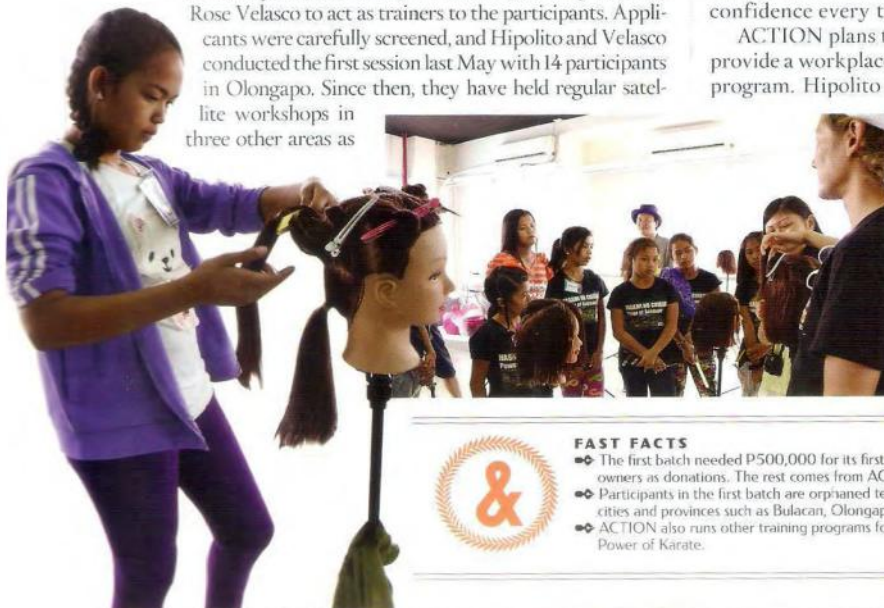 Rose Velasco to act as trainers to the participants. Appli-
cants were carefully screened, and Hipolito and Velasco
conducted the first session last May with 14 participants
in Olongapo. Since then, they have held regular satel-
lite workshops in
three other areas as
confidence every t
ACTION plans t
provide a workplac
program. Hipolito
&
FAST FACTS
The first batch needed P500,000 for its first
owners as donations. The rest comes from AC
Participants in the first batch are orphaned te
cities and provinces such as Bulacan, Olongap
ACTION also runs other training programs fo
Power of Karate.